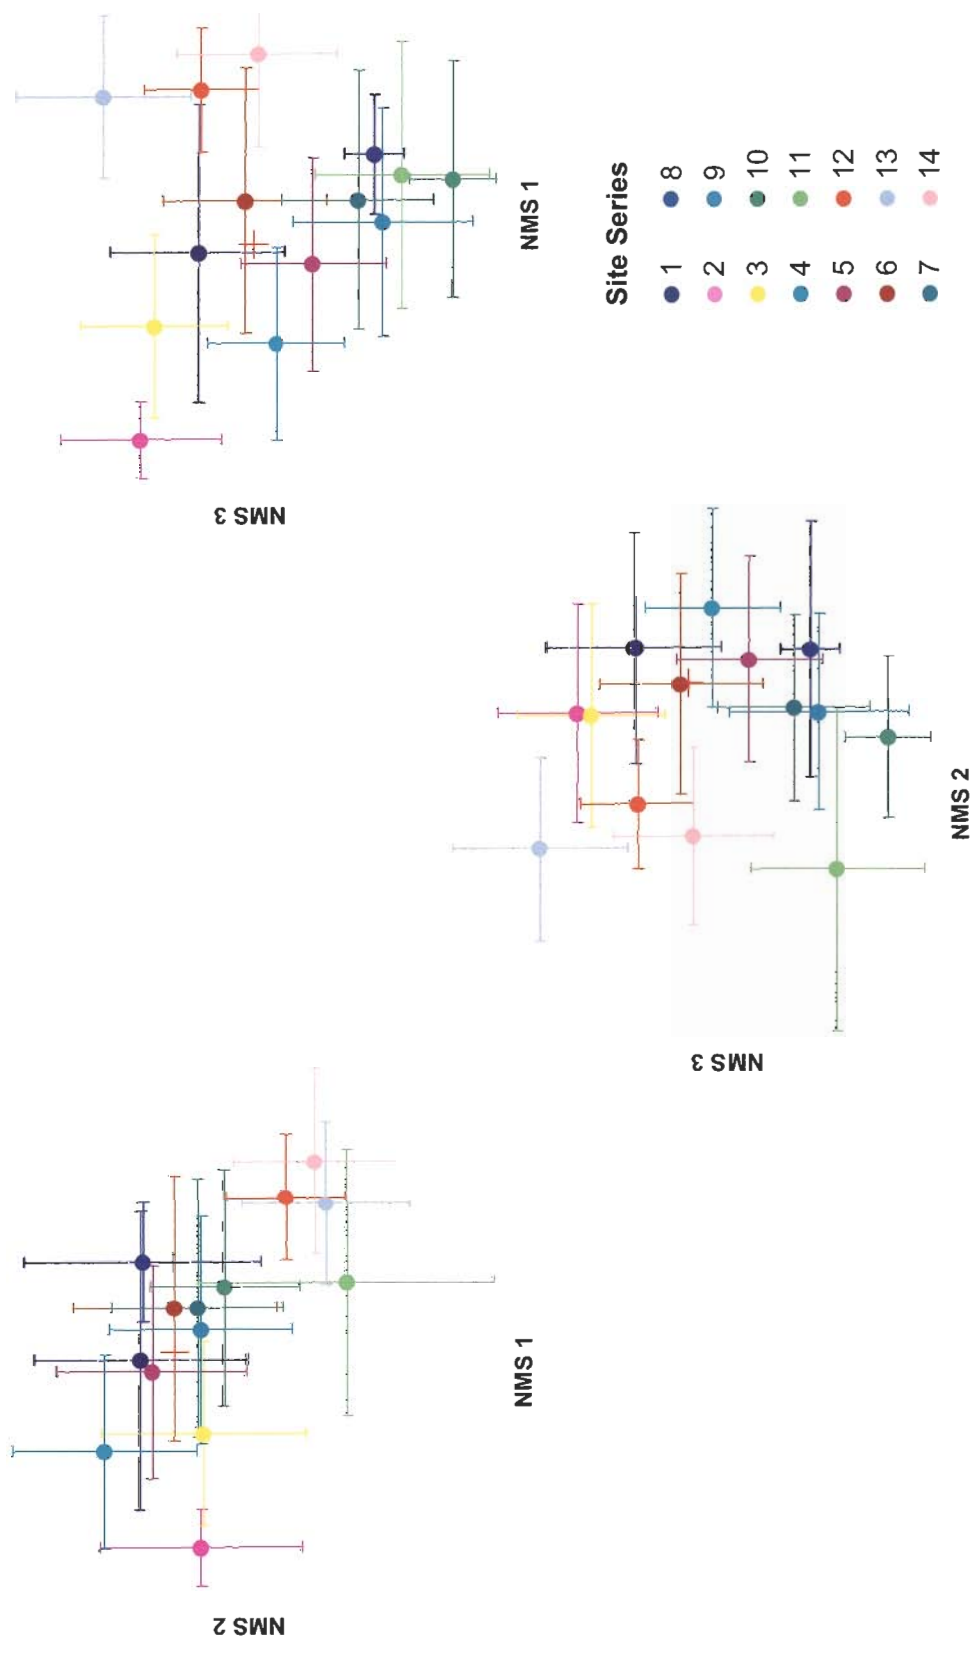 NMS 3
NMS 1
Site Series
1 8
2 9
3 10
4 11
5 12
6 13
7 14
NMS 3
NMS 2
NMS 2
NMS 1